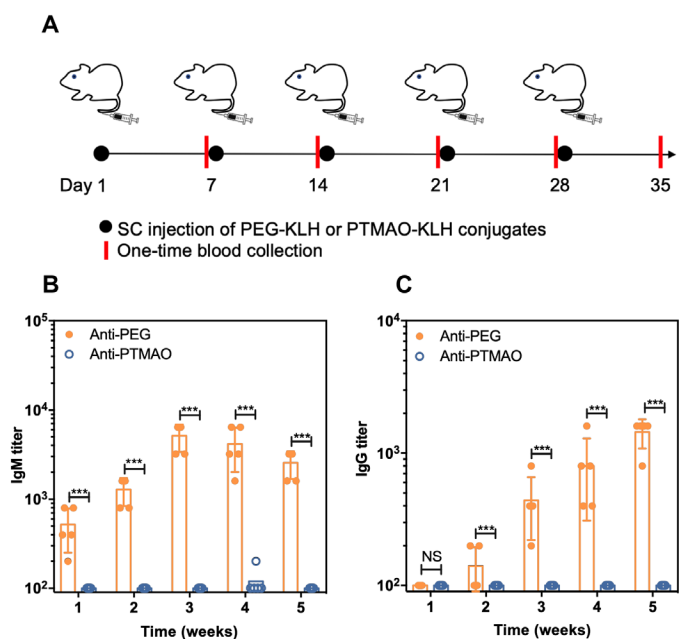 A
Day 1 7 14 21 28 35
SC injection of PEG-KLH or PTMAO-KLH conjugates
One-time blood collection
B
Anti-PEG
Anti-PTMAO
IgM titer
10^5
10^4
10^3
10^2
***
***
***
***
***
1 2 3 4 5
Time (weeks)
C
Anti-PEG
Anti-PTMAO
IgG titer
10^4
10^3
10^2
NS
***
***
***
***
1 2 3 4 5
Time (weeks)